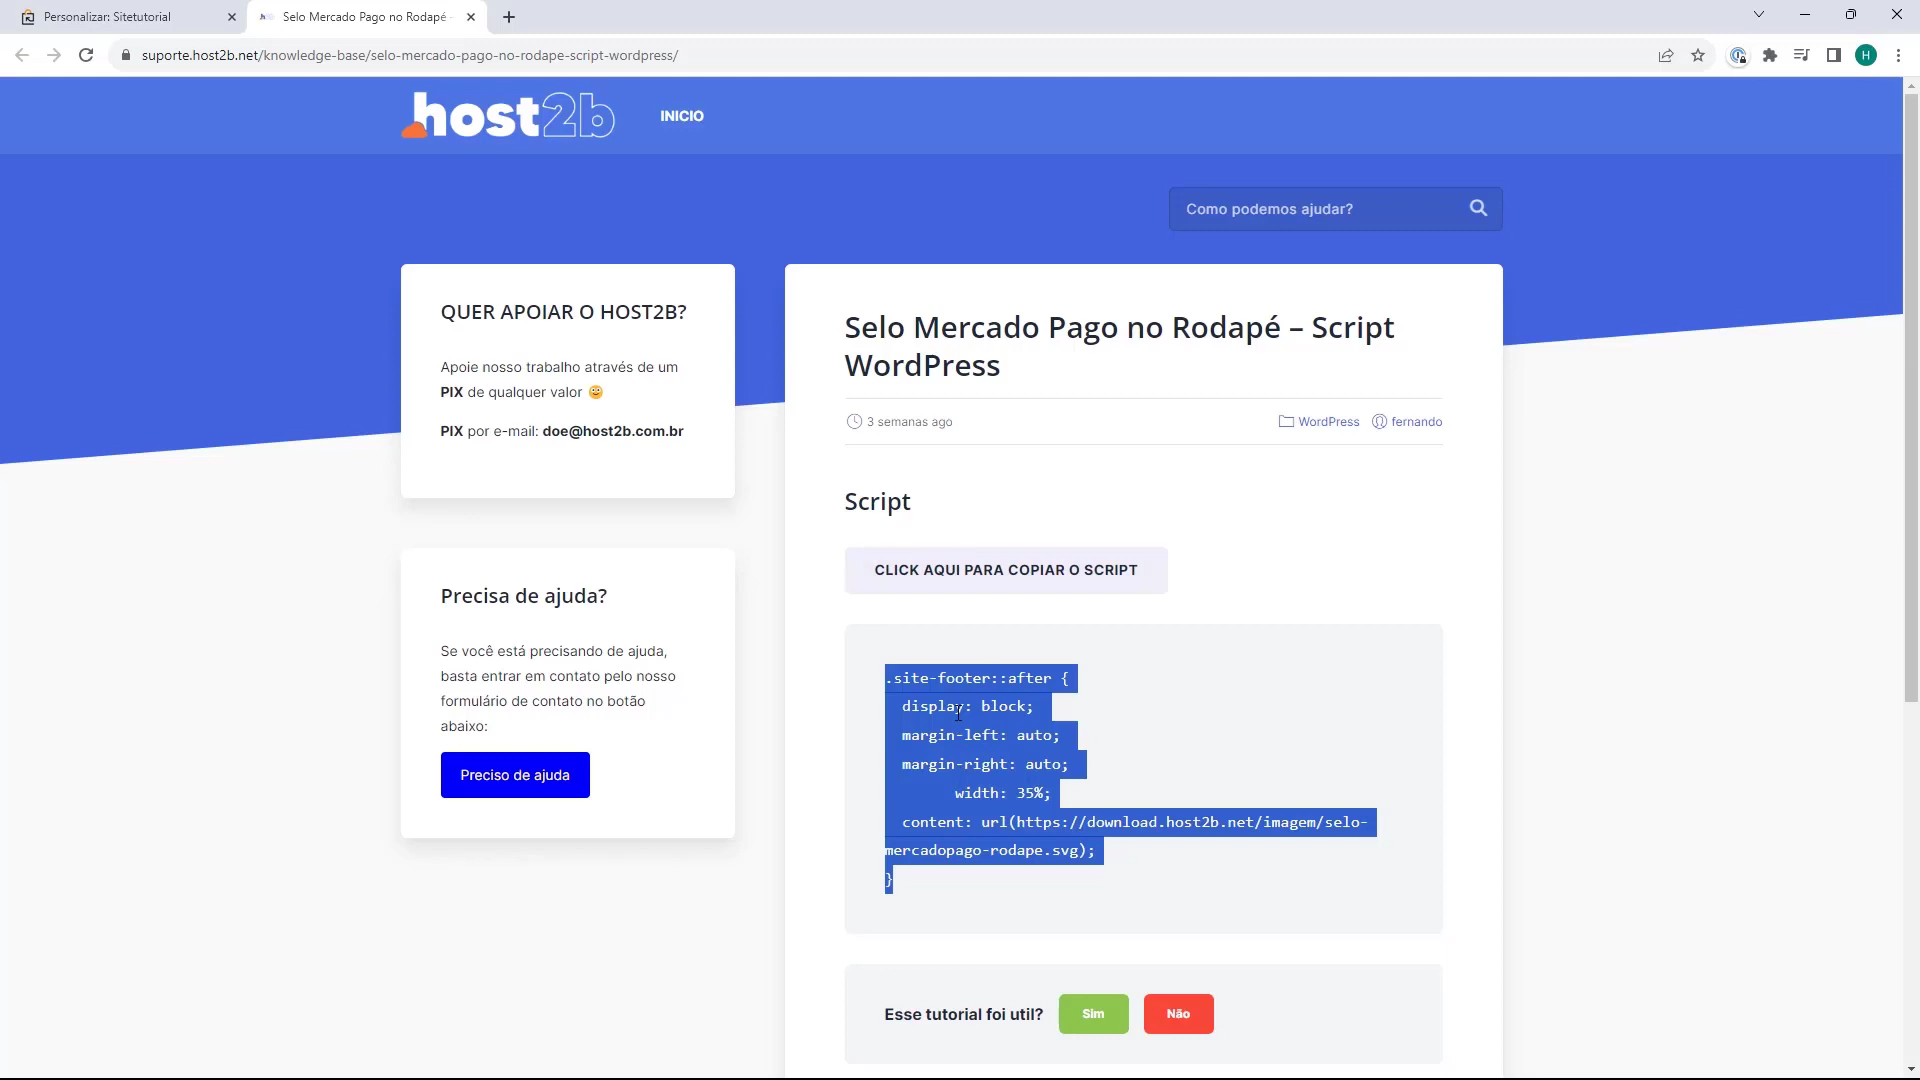 Personalizar: Sitetutorial
Selo Mercado Pago no Rodapé -
suporte.host2b.net/knowledge-base/selo-mercado-pago-no-rodape-script-wordpress/
H
host2b
INICIO
Como podemos ajudar?
QUER APOIAR O HOST2B?
Apoie nosso trabalho através de um
PIX de qualquer valor
PIX por e-mail: doe@host2b.com.br
Precisa de ajuda?
Se você está precisando de ajuda,
basta entrar em contato pelo nosso
formulário de contato no botão
abaixo:
Preciso de ajuda
Selo Mercado Pago no Rodapé – Script
WordPress
3 semanas ago
WordPress
fernando
Script
CLICK AQUI PARA COPIAR O SCRIPT
.site-footer::after {
display: block;
margin-left: auto;
margin-right: auto;
width: 35%;
content: url(https://download.host2b.net/imagem/selo-
mercadopago-rodape.svg);
}
Esse tutorial foi util?
Sim
Não